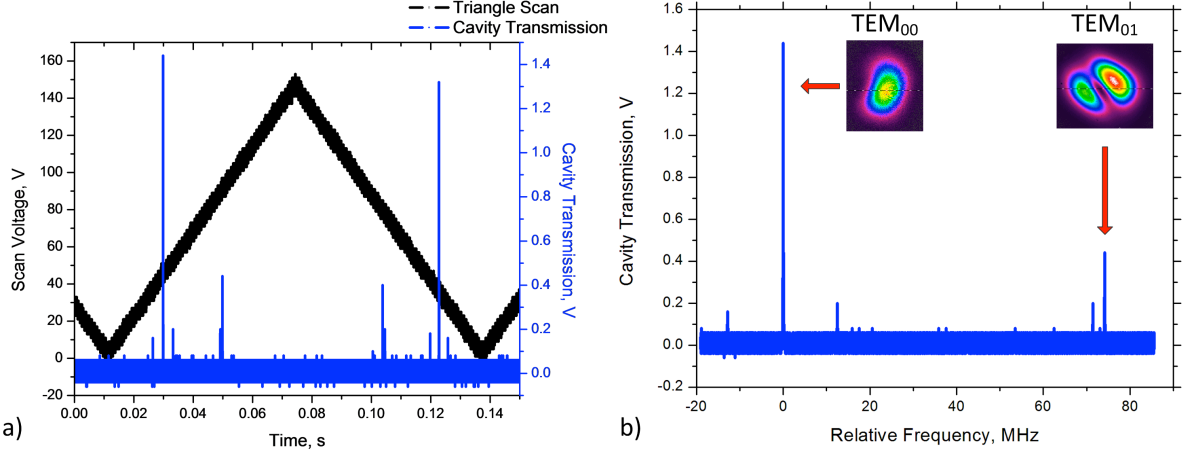 Triangle Scan
Cavity Transmission
160
140
120
100
80
60
40
20
0
-20
Scan Voltage, V
1.4
1.2
1.0
0.8
0.6
0.4
0.2
0.0
Cavity Transmission, V
0.00 0.02 0.04 0.06 0.08 0.10 0.12 0.14
Time, s
a)
1.6
1.4
1.2
1.0
0.8
0.6
0.4
0.2
0.0
-0.2
Cavity Transmission, V
TEM₀₀
TEM₀₁
-20 0 20 40 60 80
Relative Frequency, MHz
b)